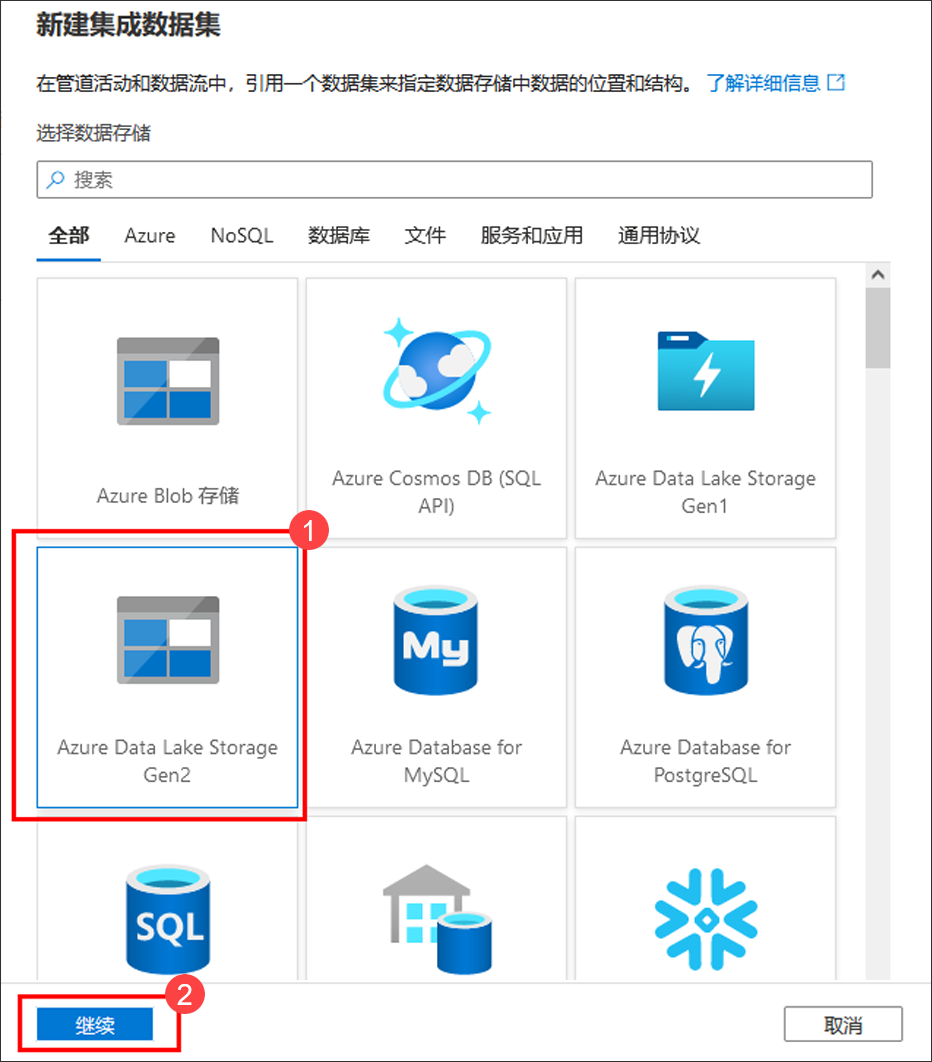 新建集成数据集
在管道活动和数据流中，引用一个数据集来指定数据存储中数据的位置和结构。 了解详细信息
选择数据存储
搜索
全部 Azure NoSQL 数据库 文件 服务和应用 通用协议
Azure Blob 存储
Azure Cosmos DB (SQL
API)
Azure Data Lake Storage
Gen1
1
Azure Data Lake Storage
Gen2
My
Azure Database for
MySQL
Azure Database for
PostgreSQL
SQL
2
继续
取消